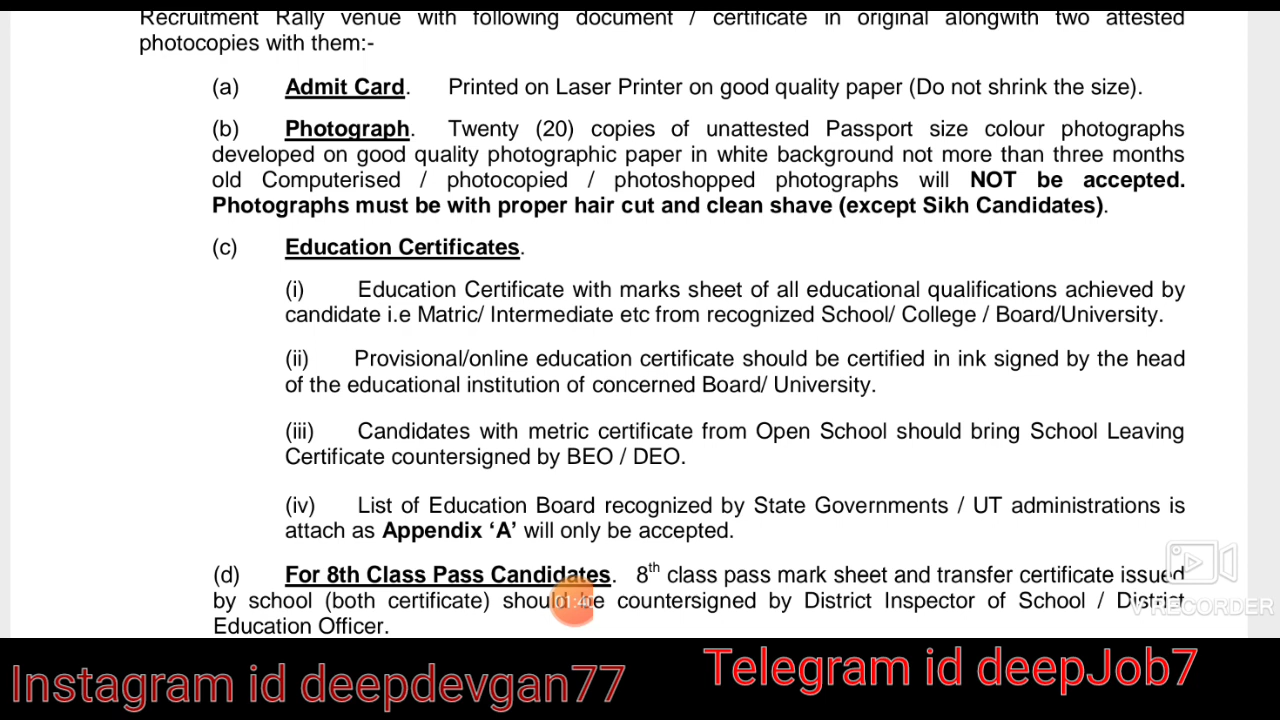 Recruitment Rally venue with following document / certificate in original alongwith two attested
photocopies with them:-
(a) Admit Card. Printed on Laser Printer on good quality paper (Do not shrink the size).
(b) Photograph. Twenty (20) copies of unattested Passport size colour photographs
developed on good quality photographic paper in white background not more than three months
old Computerised / photocopied / photoshopped photographs will NOT be accepted.
Photographs must be with proper hair cut and clean shave (except Sikh Candidates).
(c) Education Certificates.
(i) Education Certificate with marks sheet of all educational qualifications achieved by
candidate i.e Matric/ Intermediate etc from recognized School/ College / Board/University.
(ii) Provisional/online education certificate should be certified in ink signed by the head
of the educational institution of concerned Board/ University.
(iii) Candidates with metric certificate from Open School should bring School Leaving
Certificate countersigned by BEO / DEO.
(iv) List of Education Board recognized by State Governments / UT administrations is
attach as Appendix ‘A’ will only be accepted.
(d) For 8th Class Pass Candidates. 8th class pass mark sheet and transfer certificate issued
by school (both certificate) should be countersigned by District Inspector of School / District
Education Officer.
01:40
V RECORDER
Instagram id deepdevgan77
Telegram id deepJob7